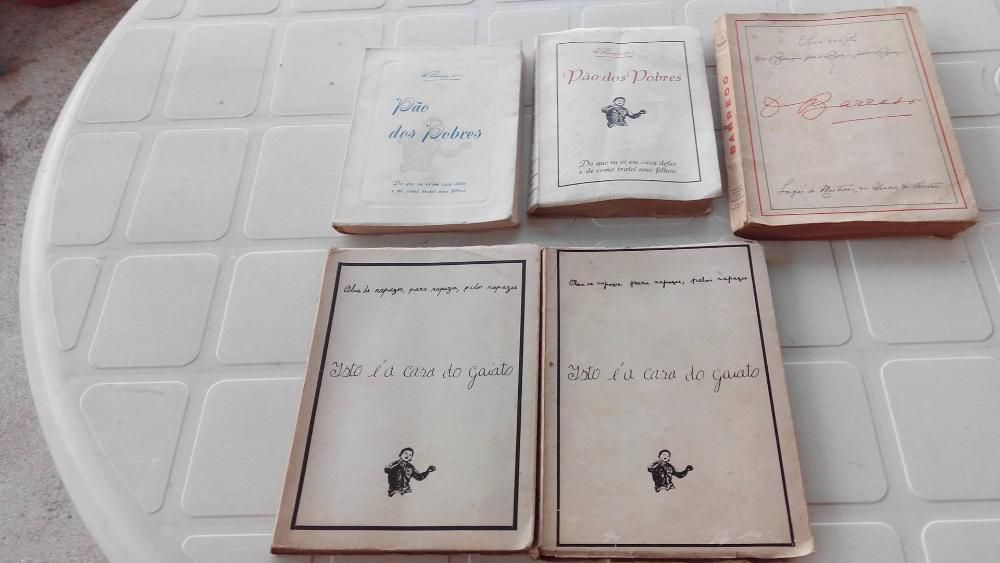 Pão
dos Pobres
Do que eu vi em casa deles
e de como tratei seus filhos
Pão dos Pobres
Do que eu vi em casa deles
e de como tratei seus filhos.
BARREDO
O Barredo
Obra de rapazes, para rapazes, pelos rapazes
Isto é a casa do gaiato
Obra de rapazes, para rapazes, pelos rapazes
Isto é a casa do gaiato